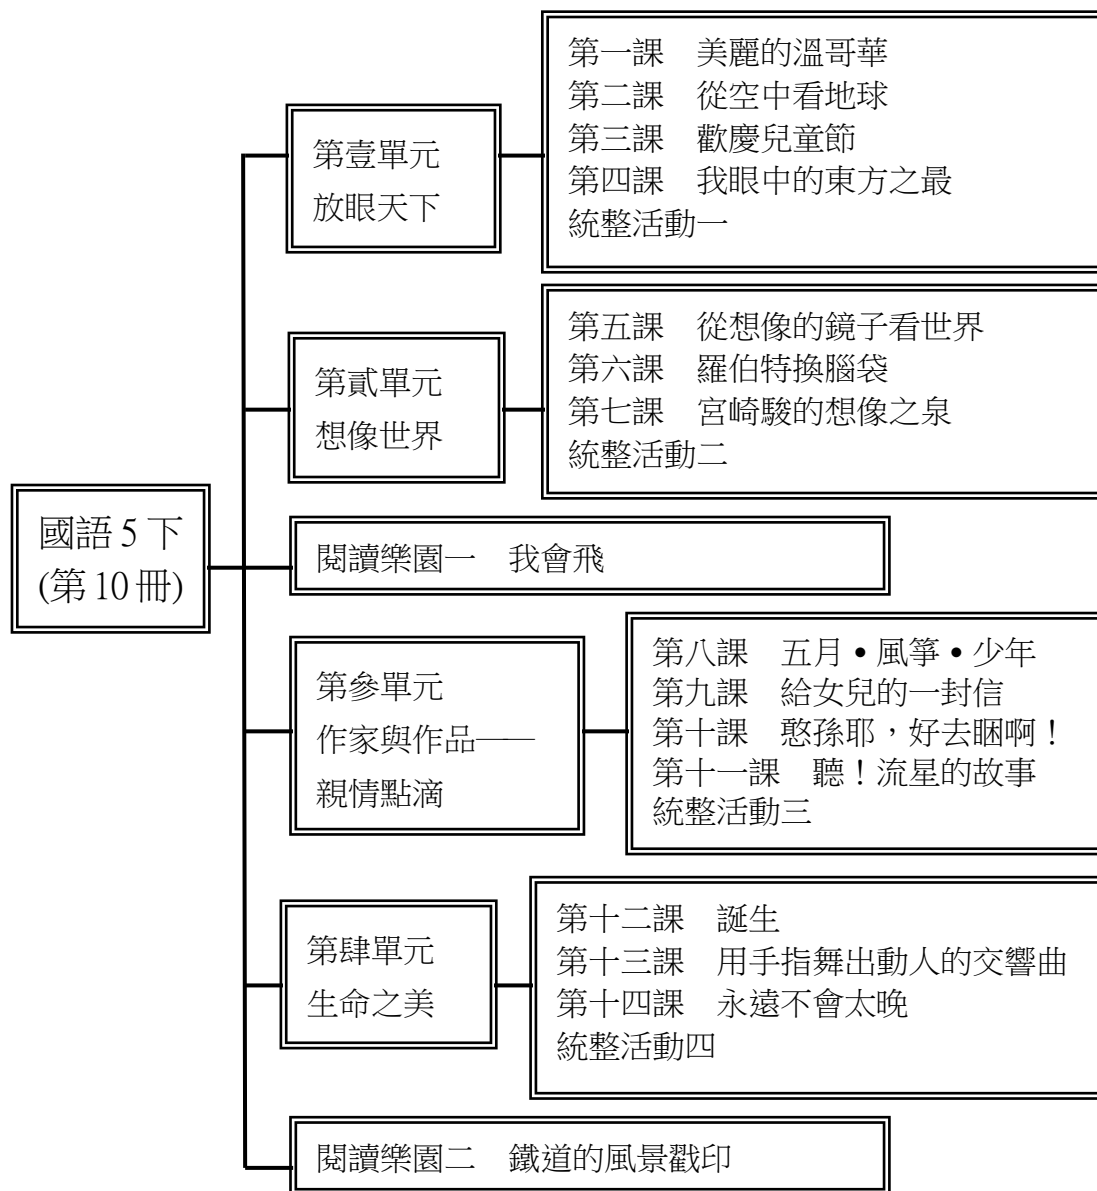 國語 5 下
(第 10 冊)
第壹單元
放眼天下
第一課　美麗的溫哥華
第二課　從空中看地球
第三課　歡慶兒童節
第四課　我眼中的東方之最
統整活動一
第貳單元
想像世界
第五課　從想像的鏡子看世界
第六課　羅伯特換腦袋
第七課　宮崎駿的想像之泉
統整活動二
閱讀樂園一　我會飛
第參單元
作家與作品──
親情點滴
第八課　五月•風箏•少年
第九課　給女兒的一封信
第十課　憨孫耶，好去睏啊！
第十一課　聽！流星的故事
統整活動三
第肆單元
生命之美
第十二課　誕生
第十三課　用手指舞出動人的交響曲
第十四課　永遠不會太晚
統整活動四
閱讀樂園二　鐵道的風景戳印